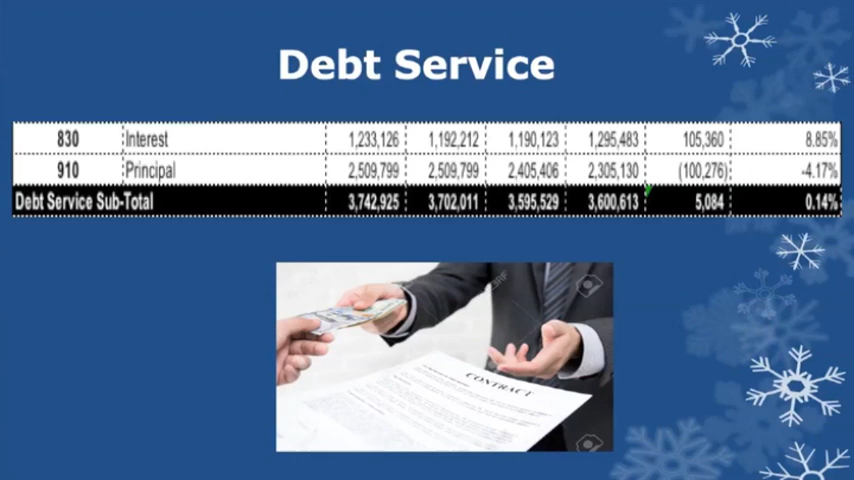 Debt Service
830 Interest 1,233,126 1,192,212 1,190,123 1,295,483 105,360 8.85%
910 Principal 2,509,799 2,509,799 2,405,406 2,305,130 (100,276) -4.17%
Debt Service Sub-Total 3,742,925 3,702,011 3,595,529 3,600,613 5,084 0.14%
CONTRACT